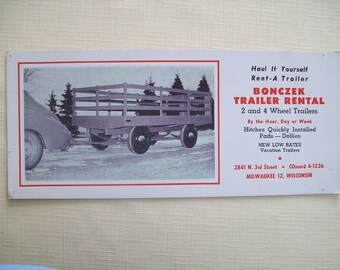 Haul It Yourself
Rent-A Trailer
BONCZEK
TRAILER RENTAL
2 and 4 Wheel Trailers
By the Hour, Day or Week
Hitches Quickly Installed
Pads — Dollies
NEW LOW RATES
Vacation Trailers
2841 N. 3rd Street • COncord 4-1236
MILWAUKEE 12, WISCONSIN